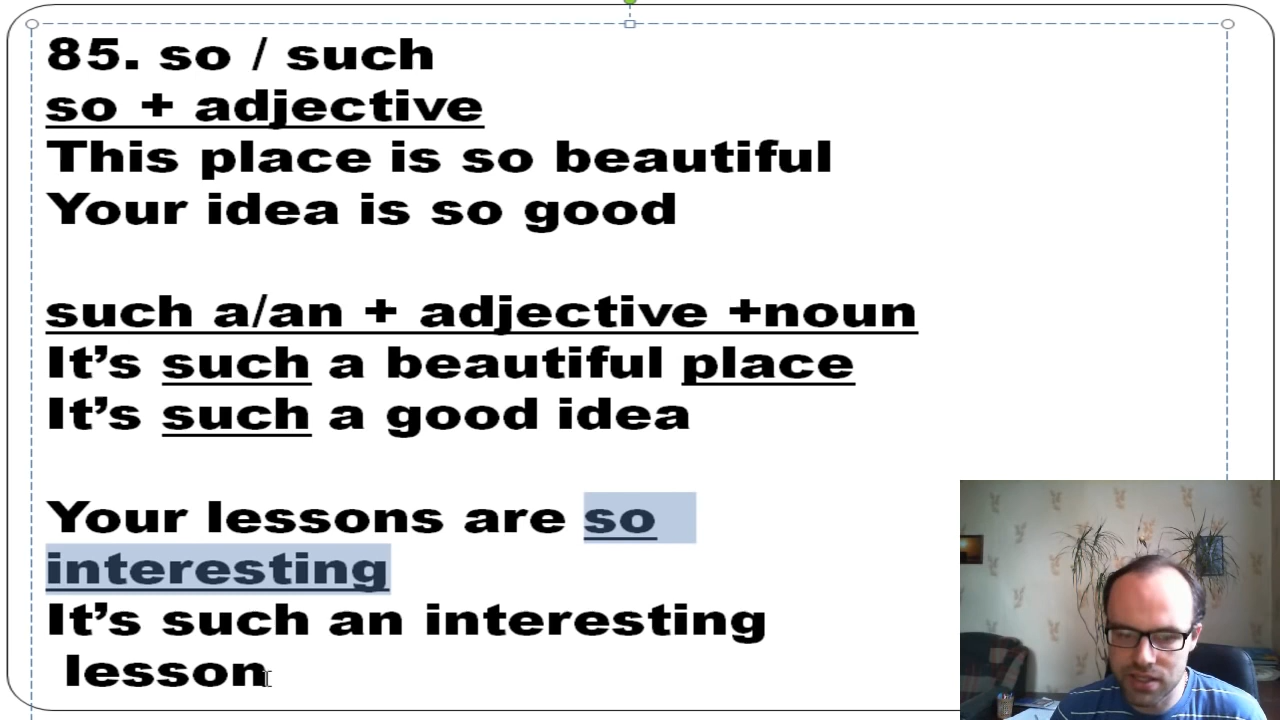 85. so / such
so + adjective
This place is so beautiful
Your idea is so good
such a/an + adjective +noun
It’s such a beautiful place
It’s such a good idea
Your lessons are so
interesting
It’s such an interesting
lesson